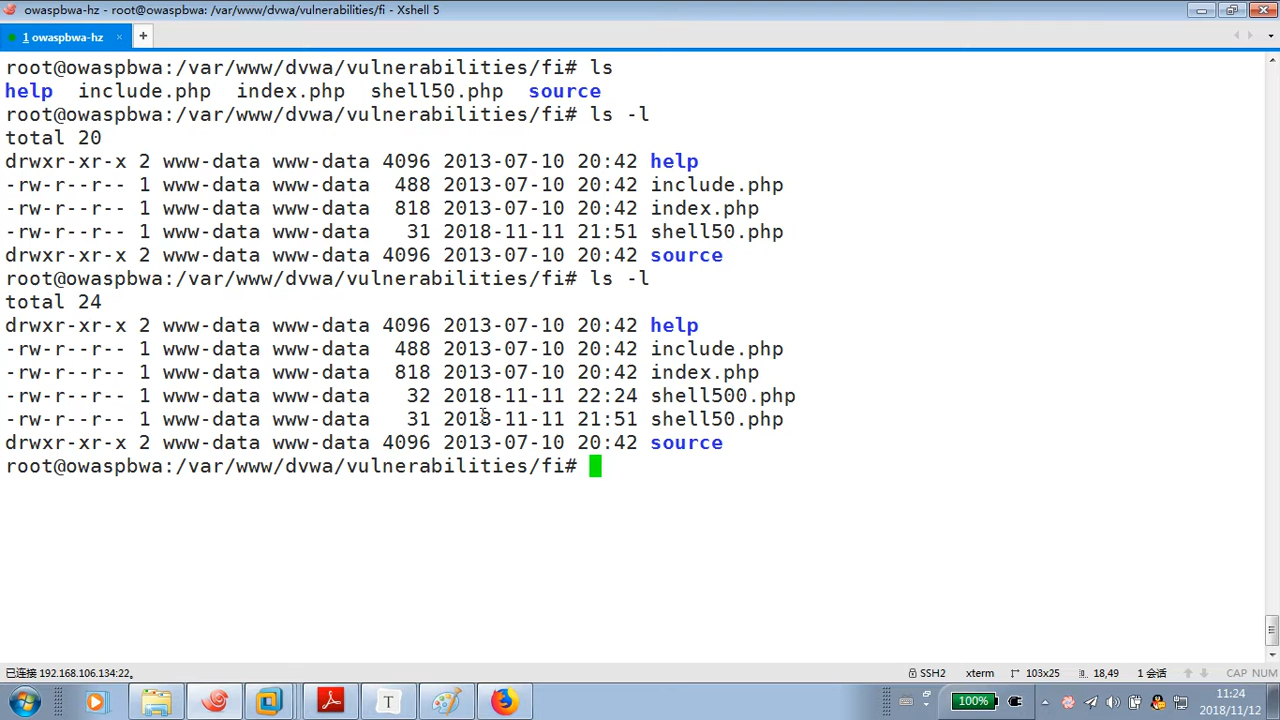 owaspbwa-hz - root@owaspbwa: /var/www/dvwa/vulnerabilities/fi - Xshell 5
1 owaspbwa-hz × +
root@owaspbwa:/var/www/dvwa/vulnerabilities/fi# ls
help include.php index.php shell50.php source
root@owaspbwa:/var/www/dvwa/vulnerabilities/fi# ls -l
total 20
drwxr-xr-x 2 www-data www-data 4096 2013-07-10 20:42 help
-rw-r--r-- 1 www-data www-data 488 2013-07-10 20:42 include.php
-rw-r--r-- 1 www-data www-data 818 2013-07-10 20:42 index.php
-rw-r--r-- 1 www-data www-data 31 2018-11-11 21:51 shell50.php
drwxr-xr-x 2 www-data www-data 4096 2013-07-10 20:42 source
root@owaspbwa:/var/www/dvwa/vulnerabilities/fi# ls -l
total 24
drwxr-xr-x 2 www-data www-data 4096 2013-07-10 20:42 help
-rw-r--r-- 1 www-data www-data 488 2013-07-10 20:42 include.php
-rw-r--r-- 1 www-data www-data 818 2013-07-10 20:42 index.php
-rw-r--r-- 1 www-data www-data 32 2018-11-11 22:24 shell500.php
-rw-r--r-- 1 www-data www-data 31 2018-11-11 21:51 shell50.php
drwxr-xr-x 2 www-data www-data 4096 2013-07-10 20:42 source
root@owaspbwa:/var/www/dvwa/vulnerabilities/fi#
已连接 192.168.106.134:22。 SSH2 xterm 103x25 18,49 1 会话 CAP NUM
T 100% 11:24
2018/11/12